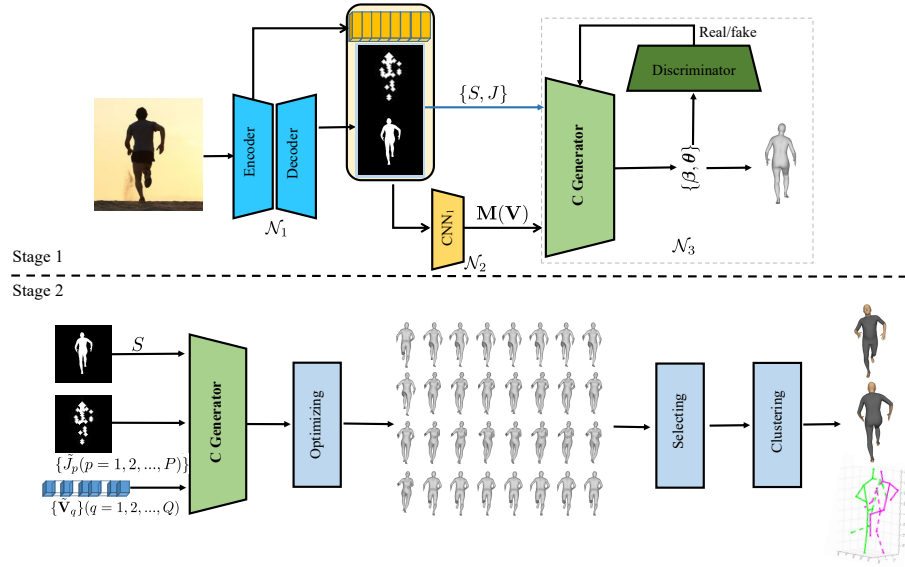 Real/fake
Discriminator
{S, J}
Encoder
Decoder
C Generator
{β, θ}
CNN₁
M(V)
𝒩₁
𝒩₂
𝒩₃
Stage 1
Stage 2
S
C Generator
Optimizing
Selecting
Clustering
{J̃ₚ(p = 1, 2, ..., P)}
{Ṽ_q}(q = 1, 2, ..., Q)